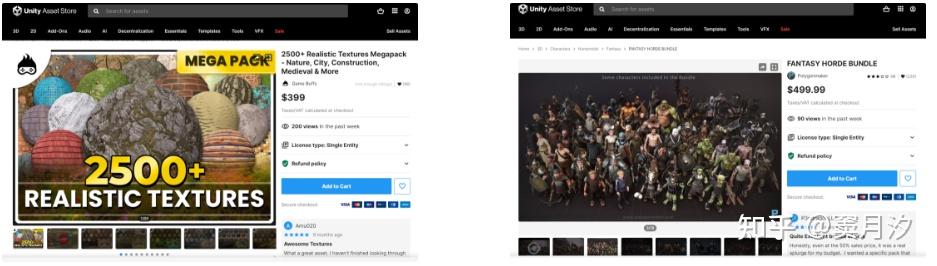 Unity Asset Store
Search for assets
3D 2D Add-Ons Audio AI Decentralization Essentials Templates Tools VFX Sale Sell Assets
MEGA PACK
2500+
REALISTIC TEXTURES
2500+ Realistic Textures Megapack
- Nature, City, Construction,
Medieval & More
Game Buffs
$399
Taxes/VAT calculated at checkout
200 views in the past week
License type: Single Entity
Refund policy
Add to Cart
Secure checkout:
VISA
Amu020
6 months ago
Awesome Textures
What a great asset. I haven't finished looking through
Unity Asset Store
Search for assets
3D 2D Add-Ons Audio AI Decentralization Essentials Templates Tools VFX Sale Sell Assets
Home > 3D > Characters > Humanoids > Fantasy > FANTASY HORDE BUNDLE
Some characters included in the bundle
FANTASY HORDE BUNDLE
Polygonmaker
$499.99
Taxes/VAT calculated at checkout
90 views in the past week
License type: Single Entity
Refund policy
Add to Cart
Secure checkout:
VISA
Honestly, even at the 50% sales price, it was a real
splurge for my budget. I wanted a specific pack that
知乎 @霁月汐